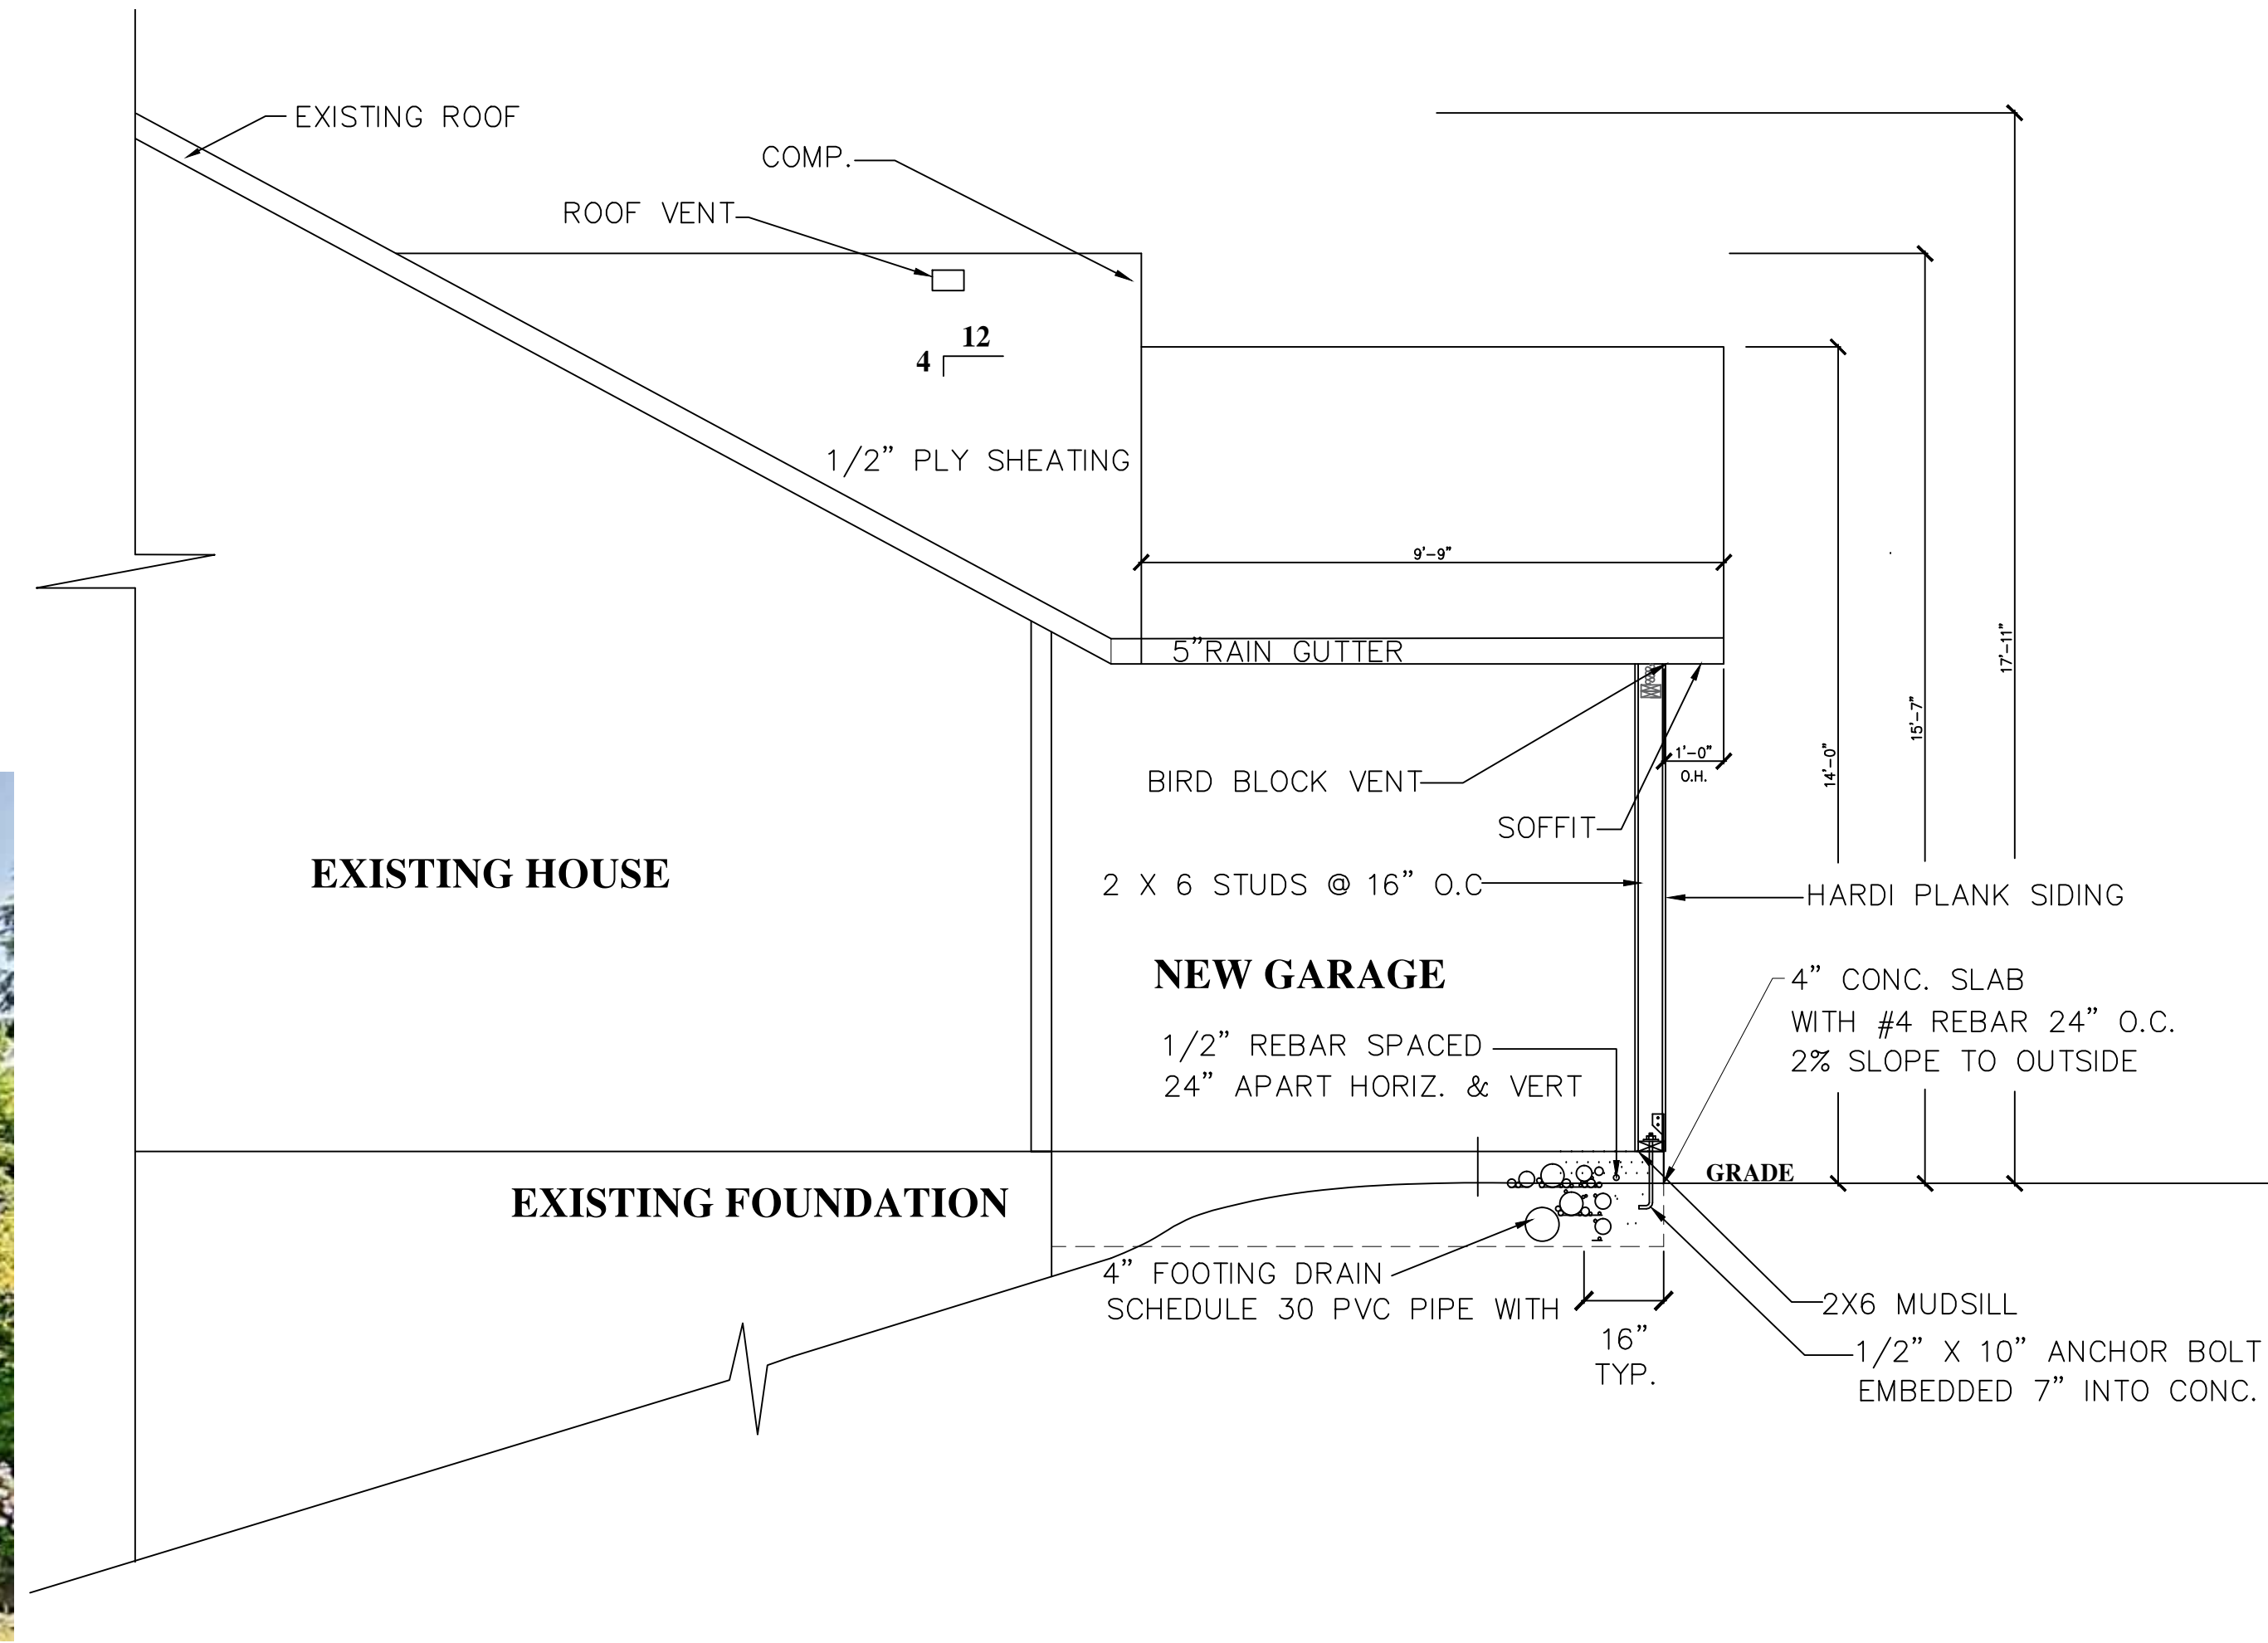 EXISTING ROOF
COMP.
ROOF VENT
12
4
1/2” PLY SHEATING
9'-9"
5”RAIN GUTTER
17'-11"
15'-7"
14'-0"
1'-0"
O.H.
BIRD BLOCK VENT
SOFFIT
EXISTING HOUSE
2 X 6 STUDS @ 16” O.C
HARDI PLANK SIDING
NEW GARAGE
4” CONC. SLAB
WITH #4 REBAR 24” O.C.
2% SLOPE TO OUTSIDE
1/2” REBAR SPACED
24” APART HORIZ. & VERT
GRADE
EXISTING FOUNDATION
4” FOOTING DRAIN
SCHEDULE 30 PVC PIPE WITH
16”
TYP.
2X6 MUDSILL
1/2” X 10” ANCHOR BOLT
EMBEDDED 7” INTO CONC.